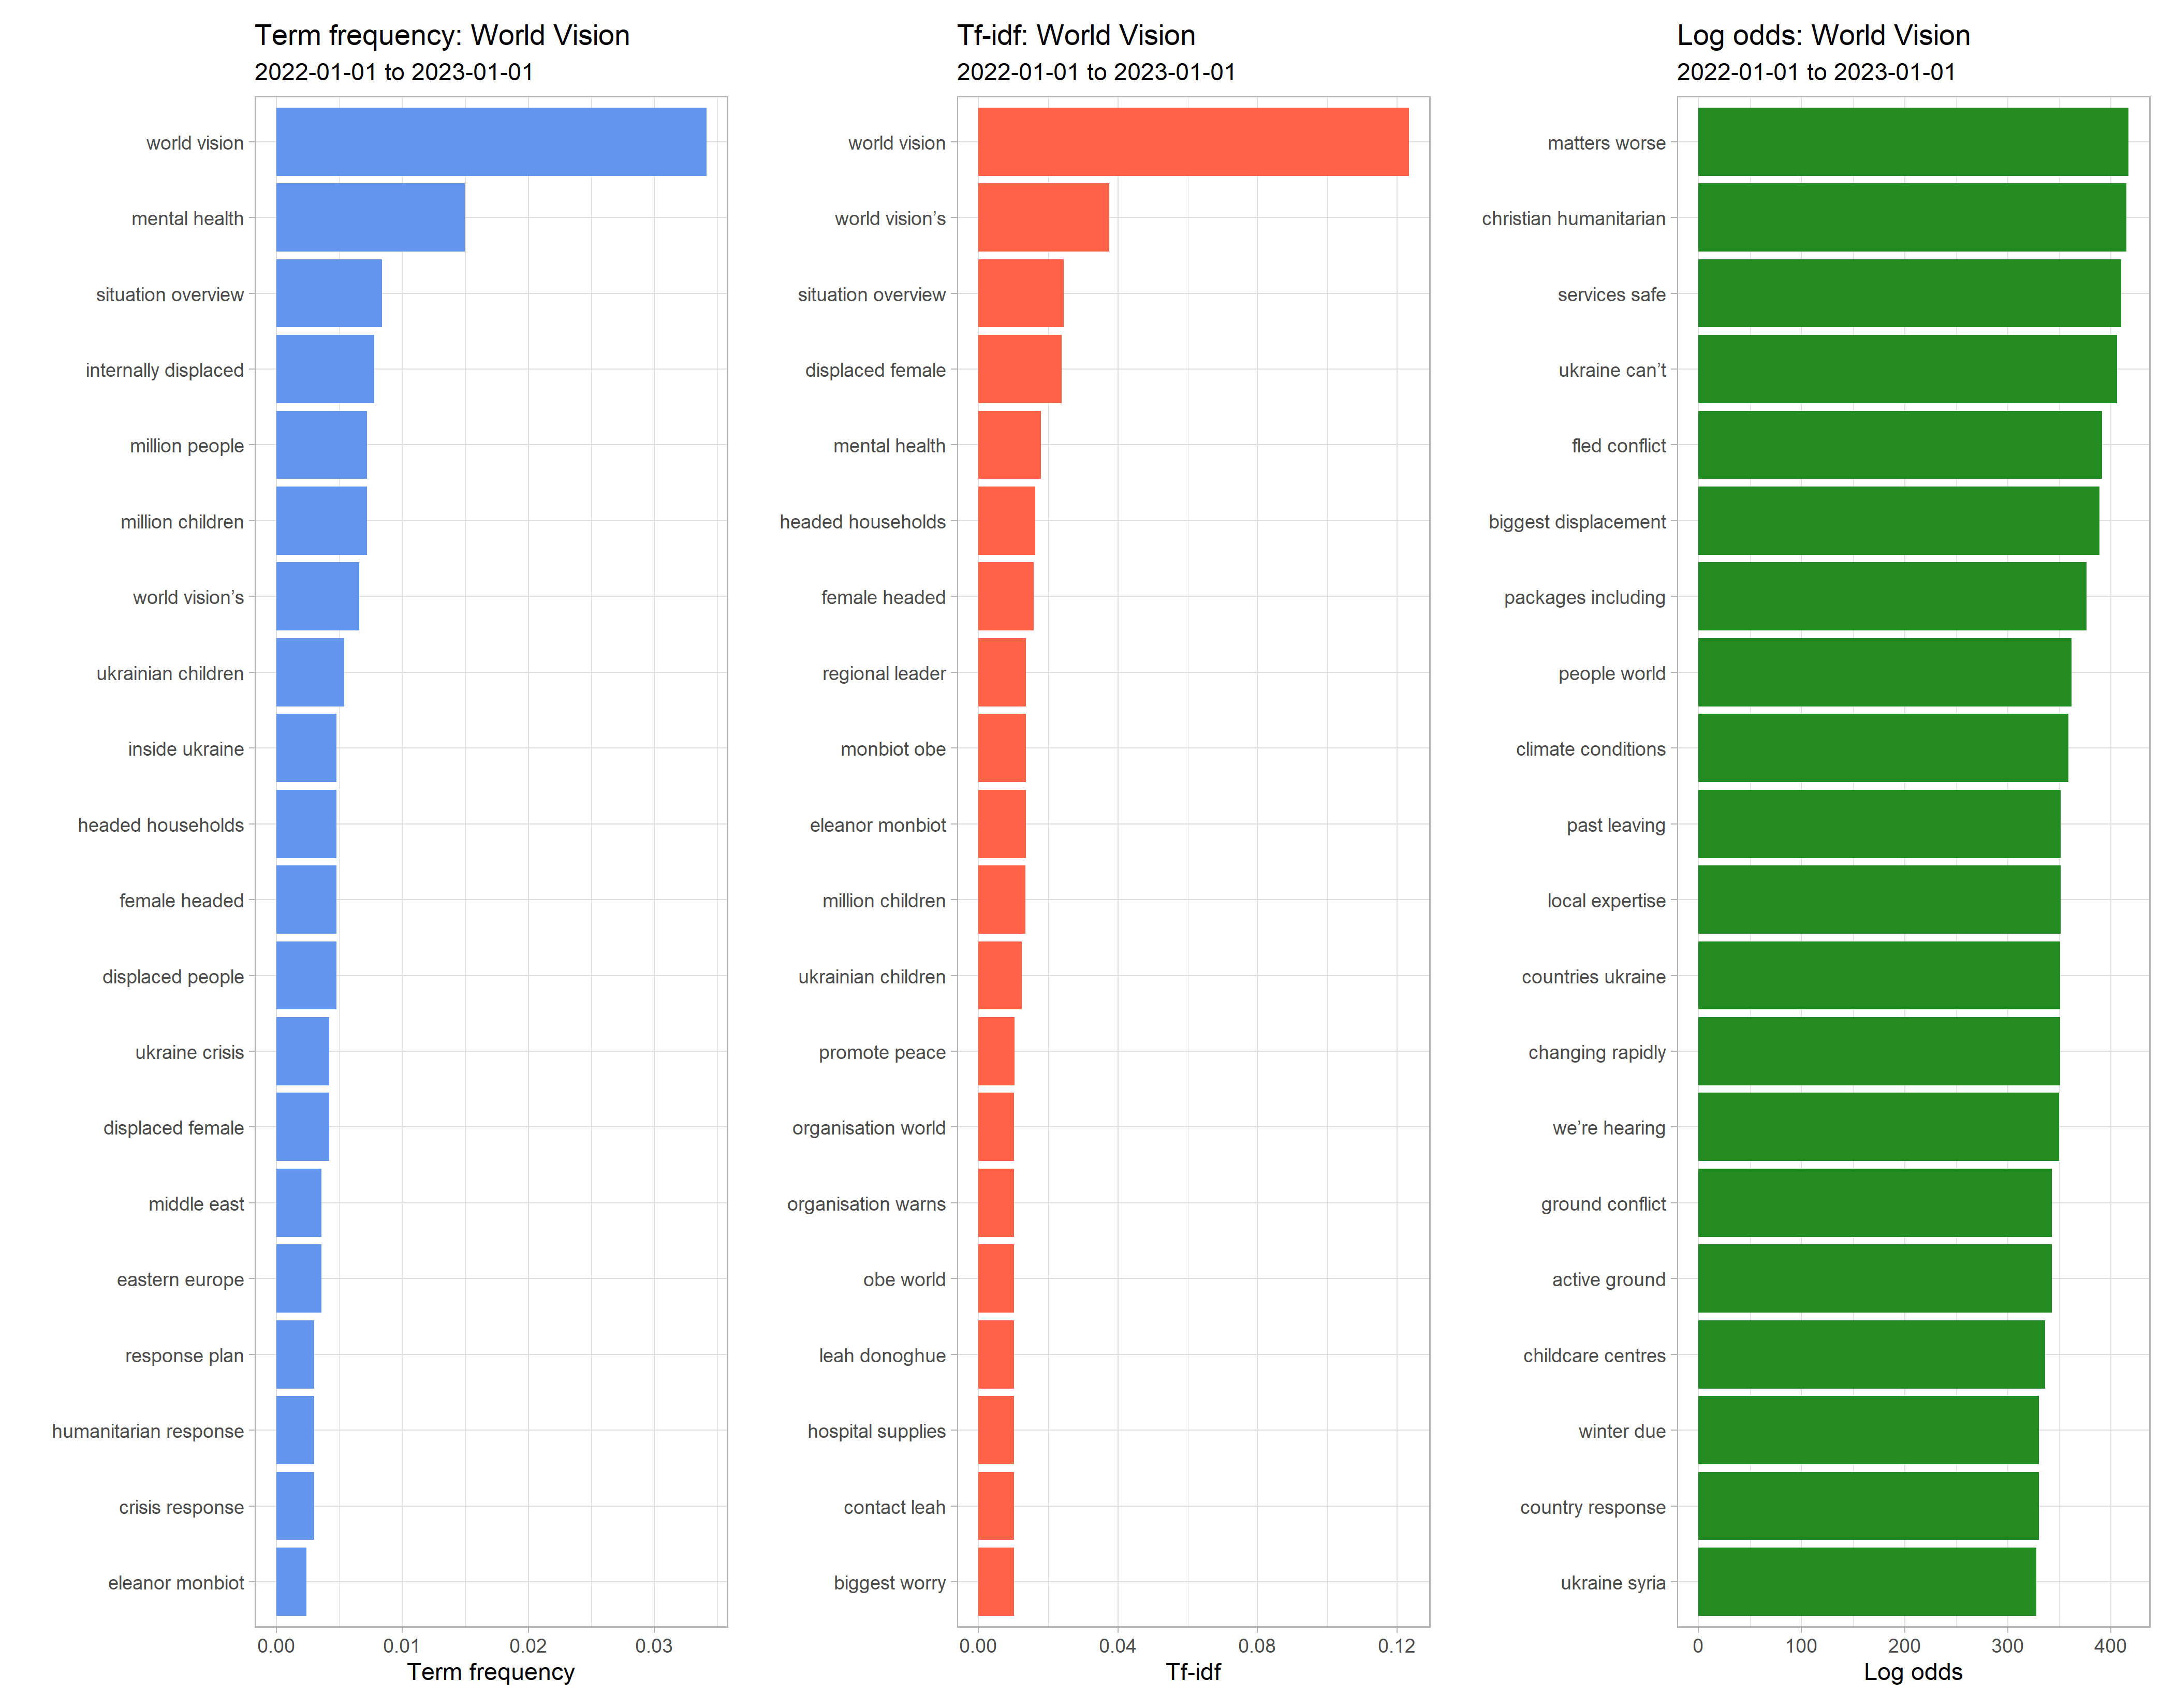 Term frequency: World Vision
2022-01-01 to 2023-01-01
world vision
mental health
situation overview
internally displaced
million people
million children
world vision’s
ukrainian children
inside ukraine
headed households
female headed
displaced people
ukraine crisis
displaced female
middle east
eastern europe
response plan
humanitarian response
crisis response
eleanor monbiot
0.00 0.01 0.02 0.03
Term frequency
Tf-idf: World Vision
2022-01-01 to 2023-01-01
world vision
world vision’s
situation overview
displaced female
mental health
headed households
female headed
regional leader
monbiot obe
eleanor monbiot
million children
ukrainian children
promote peace
organisation world
organisation warns
obe world
leah donoghue
hospital supplies
contact leah
biggest worry
0.00 0.04 0.08 0.12
Tf-idf
Log odds: World Vision
2022-01-01 to 2023-01-01
matters worse
christian humanitarian
services safe
ukraine can’t
fled conflict
biggest displacement
packages including
people world
climate conditions
past leaving
local expertise
countries ukraine
changing rapidly
we’re hearing
ground conflict
active ground
childcare centres
winter due
country response
ukraine syria
0 100 200 300 400
Log odds